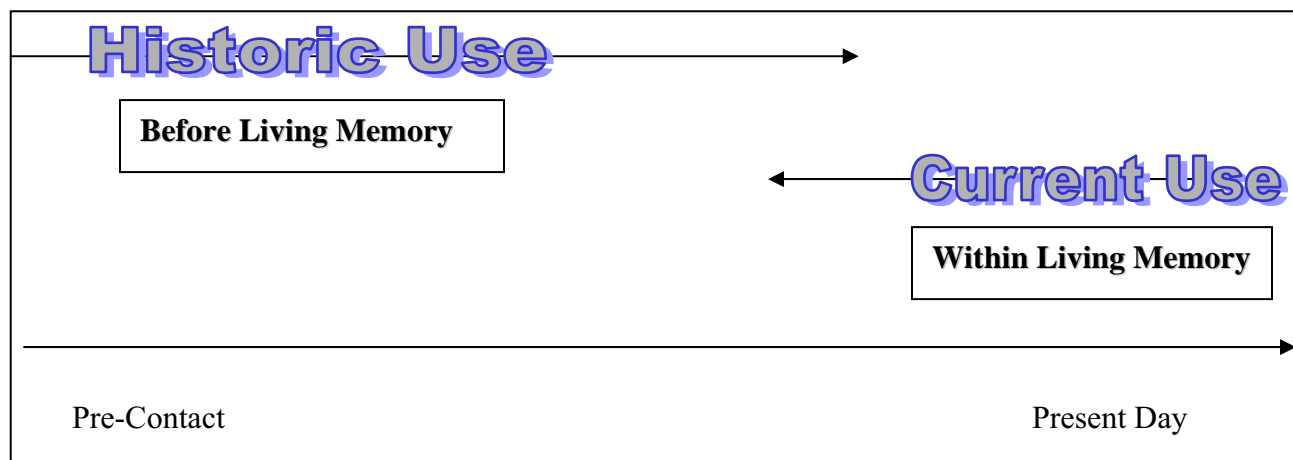 Historic Use
Before Living Memory
Current Use
Within Living Memory
Pre-Contact
Present Day